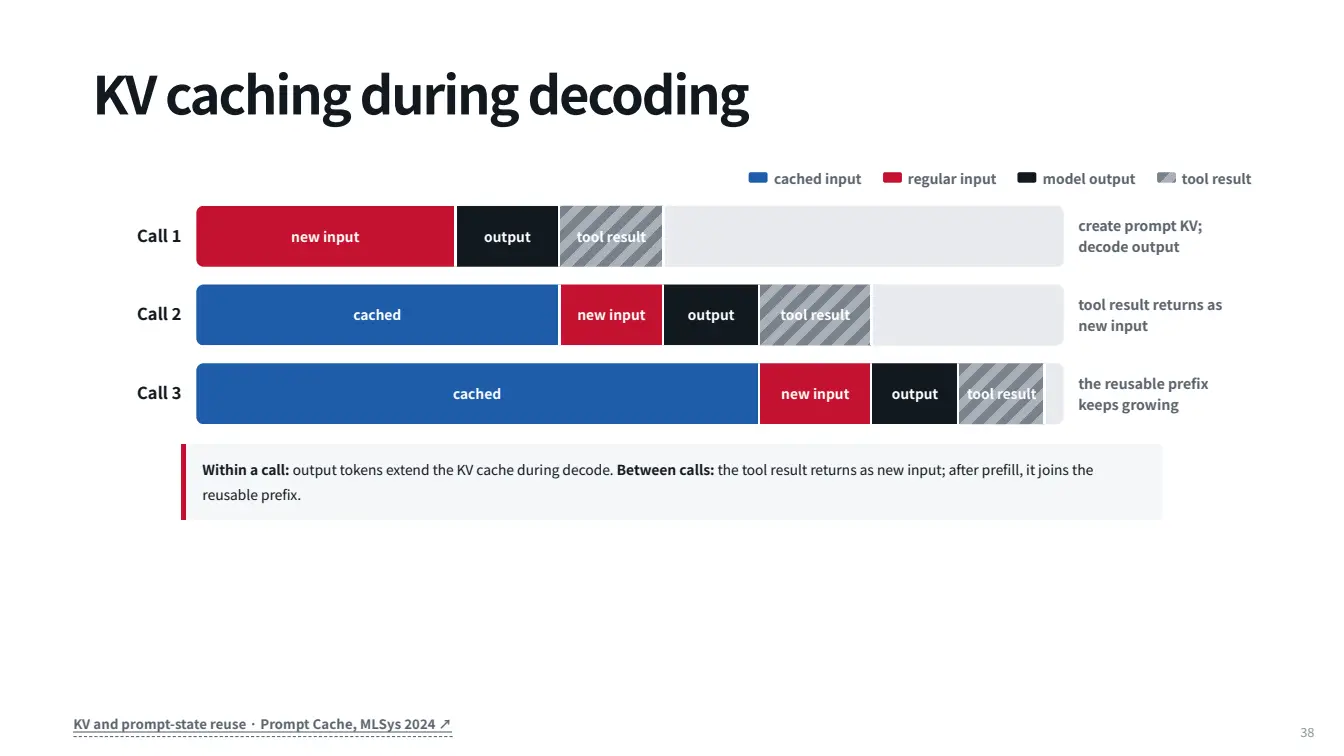 KV caching during decoding
cached input
regular input
model output
tool result
Call 1
new input
output
tool result
create prompt KV;
decode output
Call 2
cached
new input
output
tool result
tool result returns as
new input
Call 3
cached
new input
output
tool result
the reusable prefix
keeps growing
Within a call: output tokens extend the KV cache during decode. Between calls: the tool result returns as new input; after prefill, it joins the
reusable prefix.
KV and prompt-state reuse · Prompt Cache, MLSys 2024 ↗
38